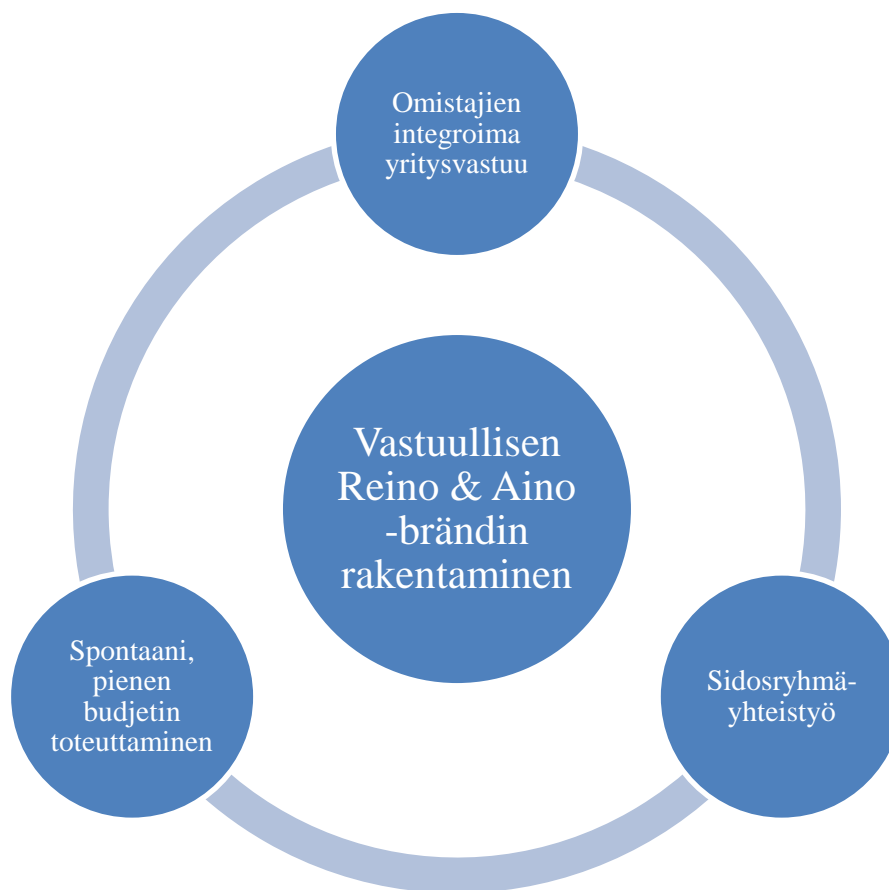 Omistajien
integroima
yritysvastuu
Vastuullisen
Reino & Aino
-brändin
rakentaminen
Spontaani,
pienen
budjetin
toteuttaminen
Sidosryhmä-
yhteistyö